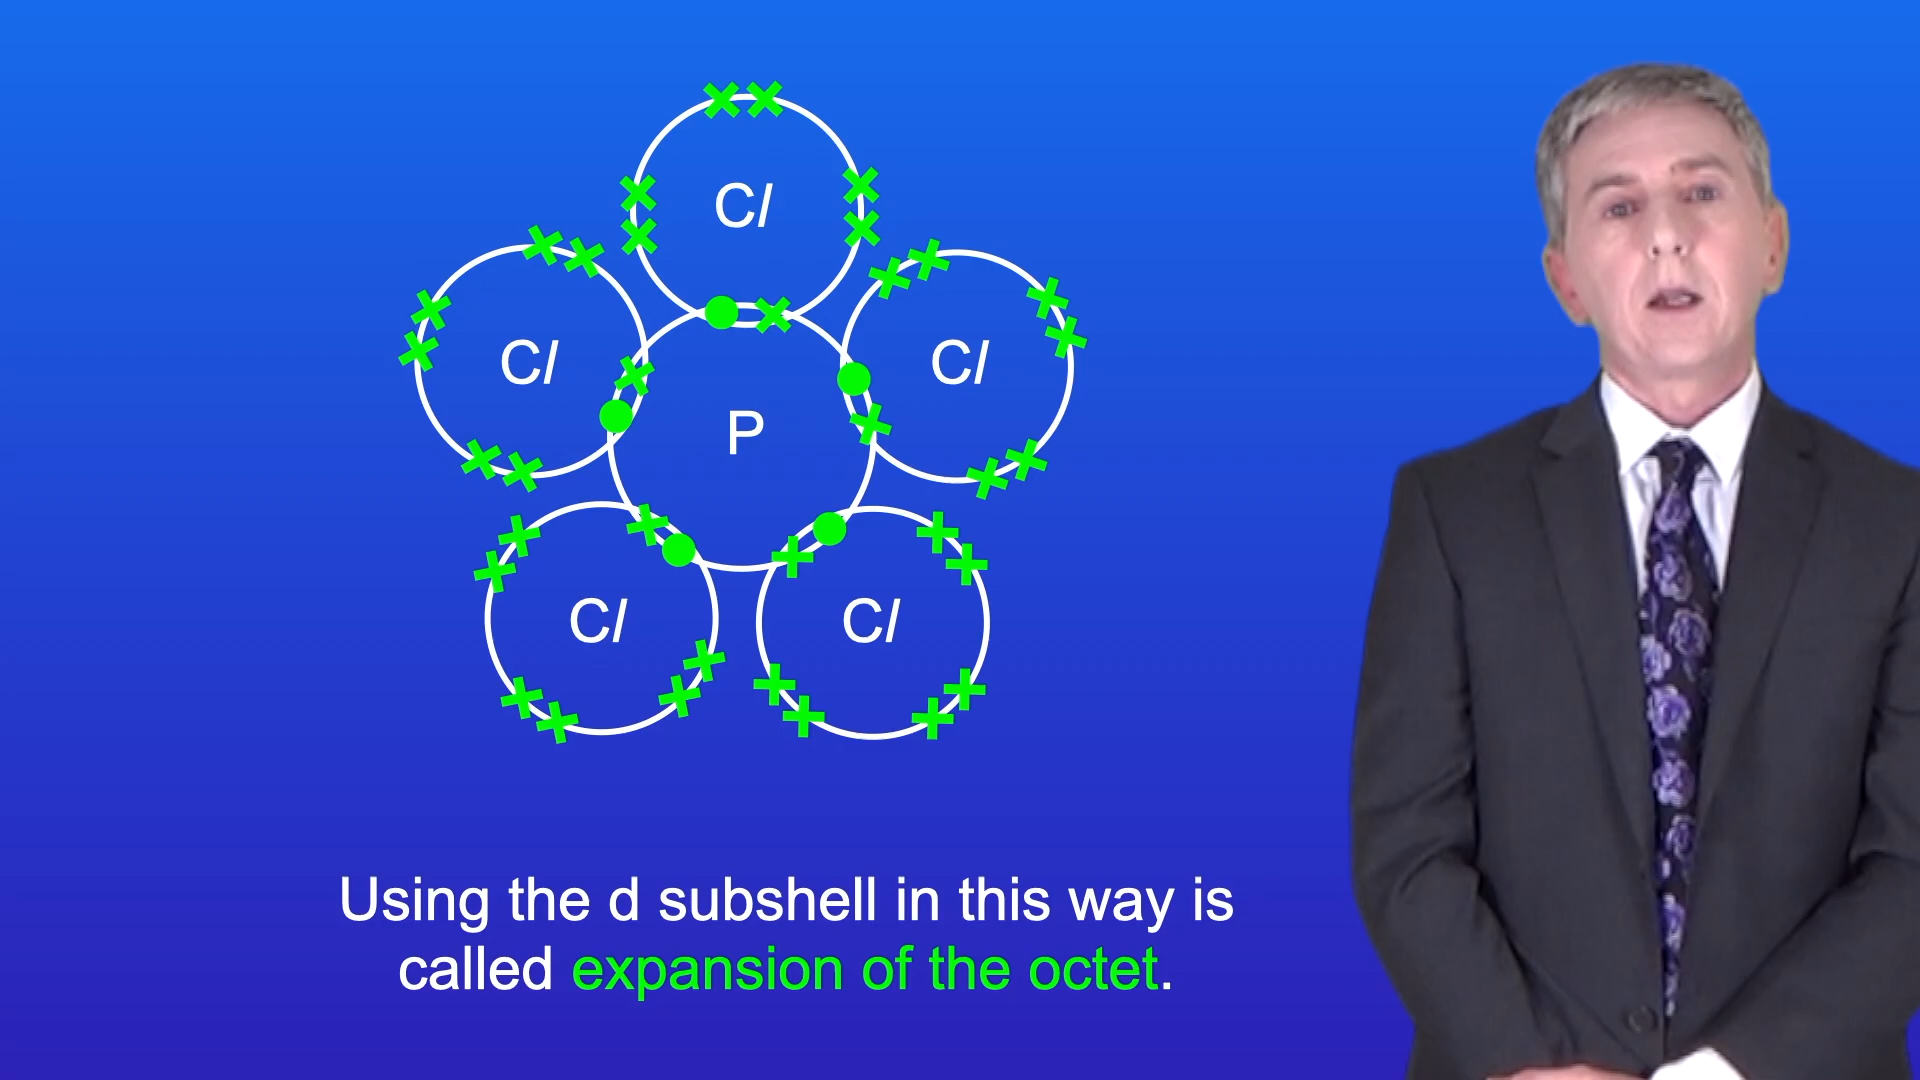 Cl
Cl
Cl
P
Cl
Cl
Using the d subshell in this way is
called expansion of the octet.